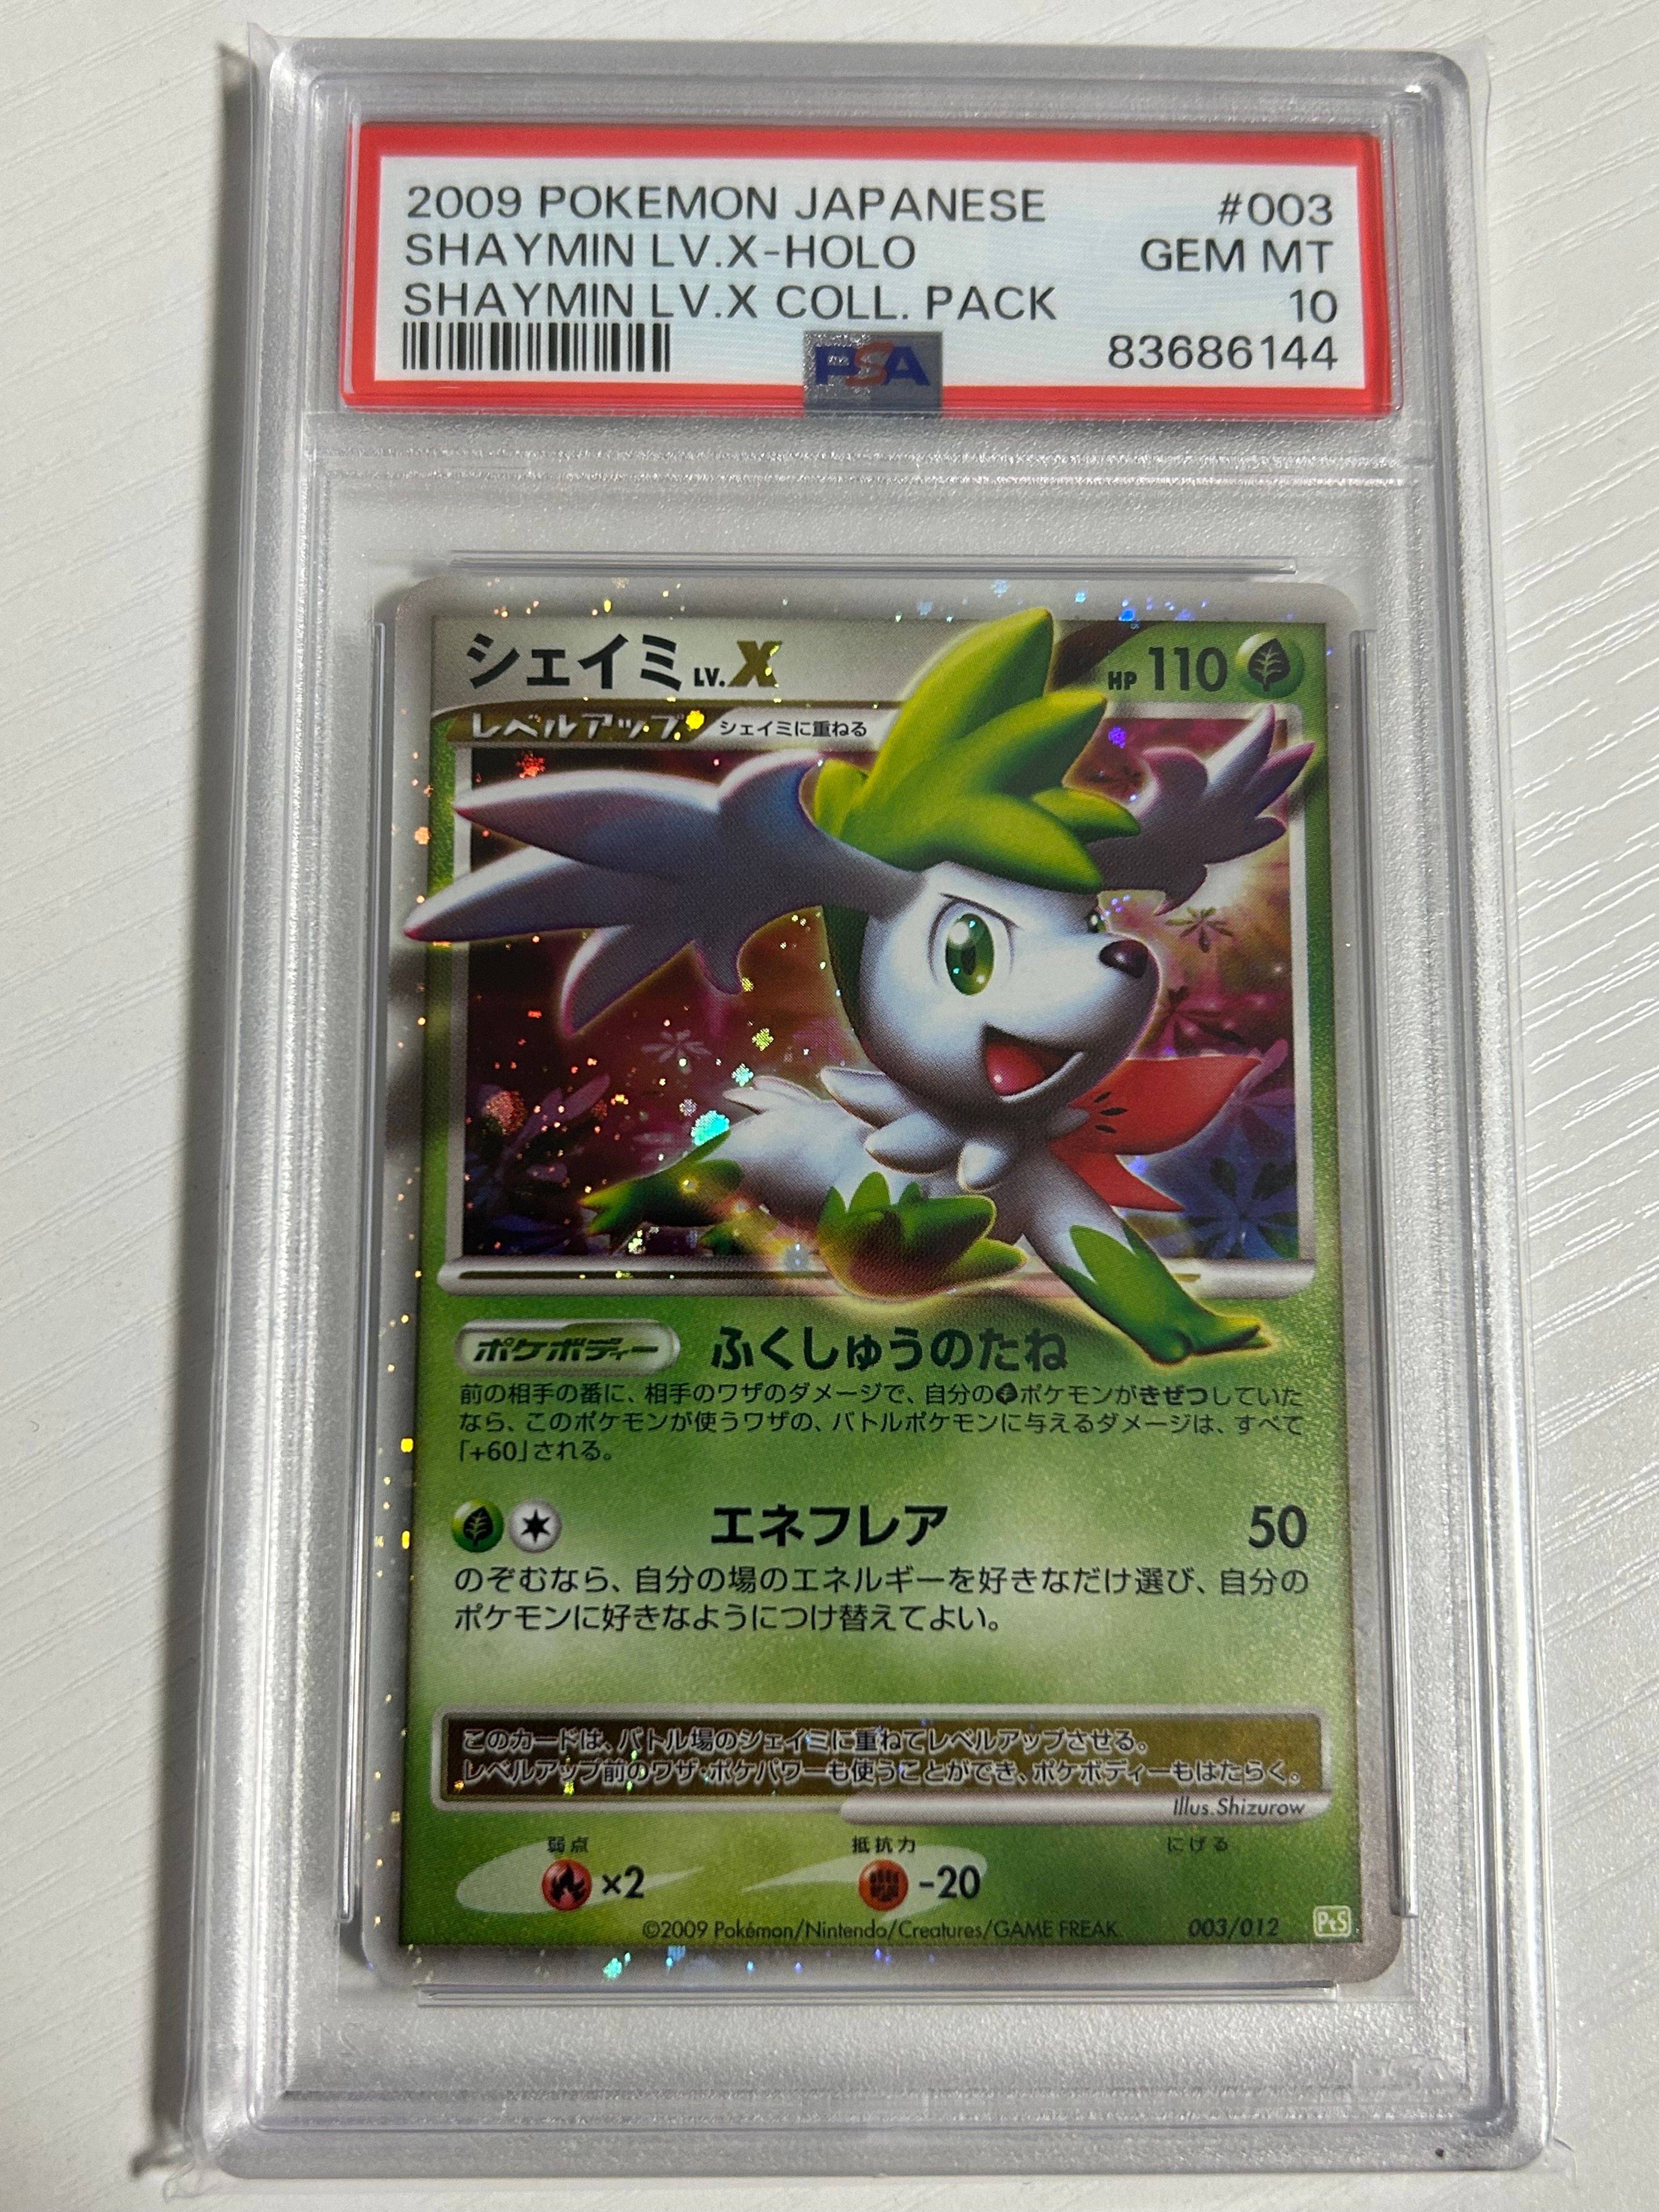 2009 POKEMON JAPANESE #003
SHAYMIN LV.X-HOLO GEM MT
SHAYMIN LV.X COLL. PACK 10
PSA 83686144
シェイミ LV.X HP 110
レベルアップ シェイミに重ねる
ポケボディー ふくしゅうのたね
前の相手の番に、相手のワザのダメージで、自分のポケモンがきぜつしていた
なら、このポケモンが使うワザの、バトルポケモンに与えるダメージは、すべて
「+60」される。
エネフレア 50
のぞむなら、自分の場のエネルギーを好きなだけ選び、自分の
ポケモンに好きなようにつけ替えてよい。
このカードは、バトル場のシェイミに重ねてレベルアップさせる。
レベルアップ前のワザ・ポケパワーも使うことができ、ポケボディーもはたらく。
Illus.Shizurow
弱点 抵抗力 にげる
×2 -20
©2009 Pokémon/Nintendo/Creatures/GAME FREAK. 003/012 PtS
PSA